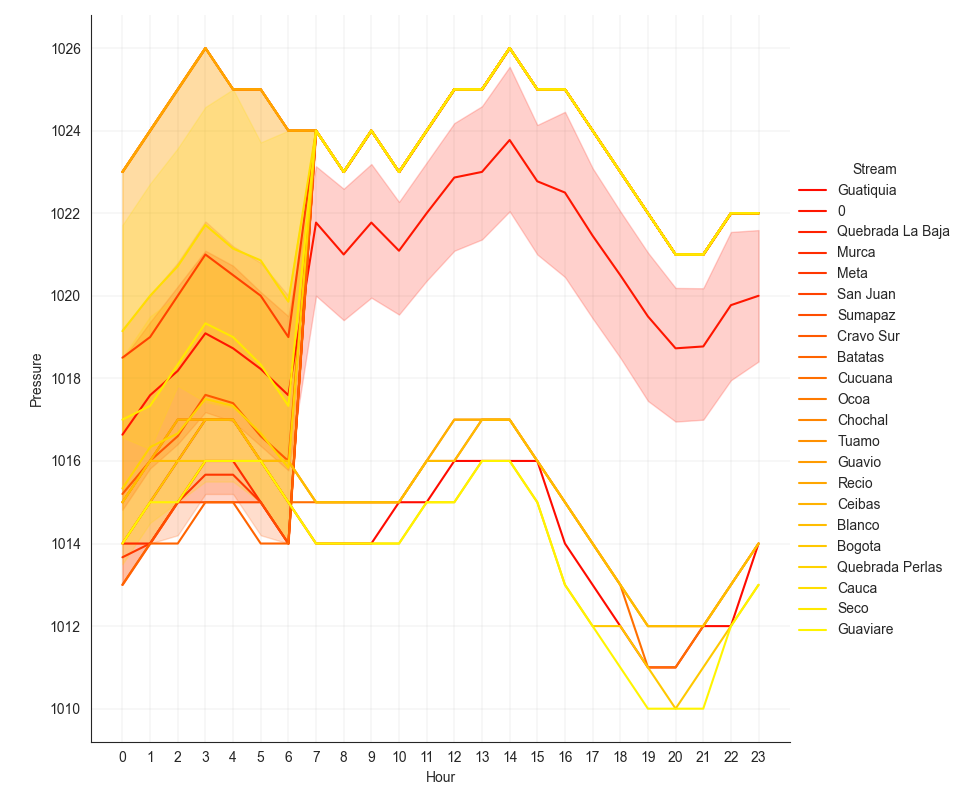 1026
1024
1022
1020
1018
1016
1014
1012
1010
Pressure
0 1 2 3 4 5 6 7 8 9 10 11 12 13 14 15 16 17 18 19 20 21 22 23
Hour
Stream
Guatiquia
0
Quebrada La Baja
Murca
Meta
San Juan
Sumapaz
Cravo Sur
Batatas
Cucuana
Ocoa
Chochal
Tuamo
Guavio
Recio
Ceibas
Blanco
Bogota
Quebrada Perlas
Cauca
Seco
Guaviare